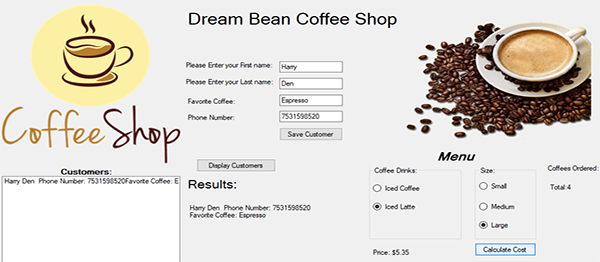 Dream Bean Coffee Shop
Coffee Shop
Please Enter your First name: Harry
Please Enter your Last name: Den
Favorite Coffee: Espresso
Phone Number: 7531598520
Save Customer
Display Customers
Customers:
Harry Den  Phone Number: 7531598520Favorite Coffee: E
Results:
Harry Den  Phone Number: 7531598520
Favorite Coffee: Espresso
Menu
Coffee Drinks:
Iced Coffee
Iced Latte
Size:
Small
Medium
Large
Coffees Ordered:
Total:4
Price: $5.35
Calculate Cost